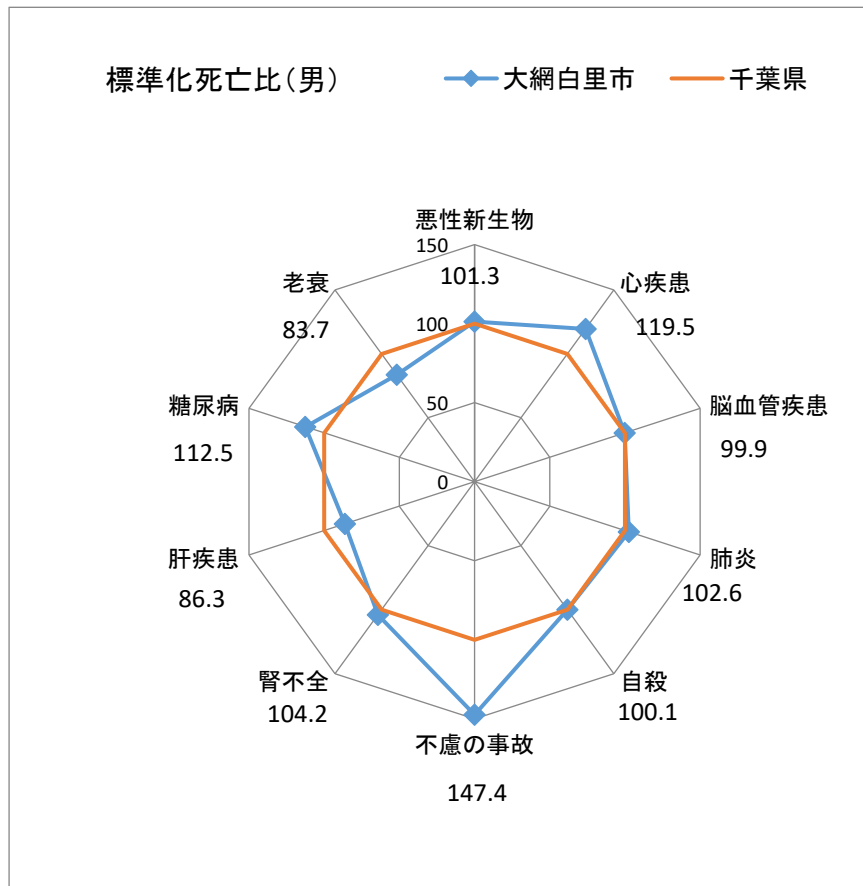 標準化死亡比(男)
大網白里市
千葉県
悪性新生物
101.3
心疾患
119.5
脳血管疾患
99.9
肺炎
102.6
自殺
100.1
不慮の事故
147.4
腎不全
104.2
肝疾患
86.3
糖尿病
112.5
老衰
83.7
150
100
50
0